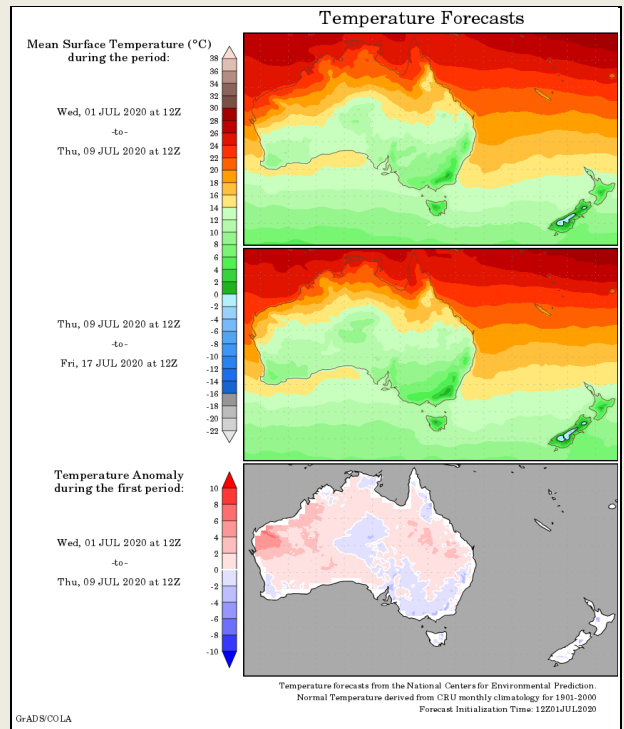 Temperature Forecasts
Mean Surface Temperature (°C)
during the period:
Wed, 01 JUL 2020 at 12Z
-to-
Thu, 09 JUL 2020 at 12Z
38
36
34
32
30
28
26
24
22
20
18
16
14
12
10
8
6
4
2
0
-2
-4
-6
-8
-10
-12
-14
-16
-18
-20
-22
Thu, 09 JUL 2020 at 12Z
-to-
Fri, 17 JUL 2020 at 12Z
Temperature Anomaly
during the first period:
Wed, 01 JUL 2020 at 12Z
-to-
Thu, 09 JUL 2020 at 12Z
10
8
6
4
2
0
-2
-4
-6
-8
-10
Temperature forecasts from the National Centers for Environmental Prediction.
Normal Temperature derived from CRU monthly climatology for 1901-2000
Forecast Initialization Time: 12Z01JUL2020
GrADS/COLA